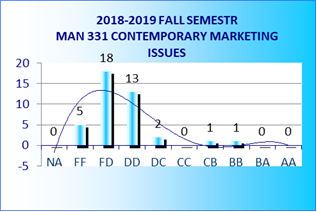 2018-2019 FALL SEMESTR
MAN 331 CONTEMPORARY MARKETING
ISSUES
20
15
10
5
0
-5
0 5 18 13 2 0 1 1 0 0
NA FF FD DD DC CC CB BB BA AA